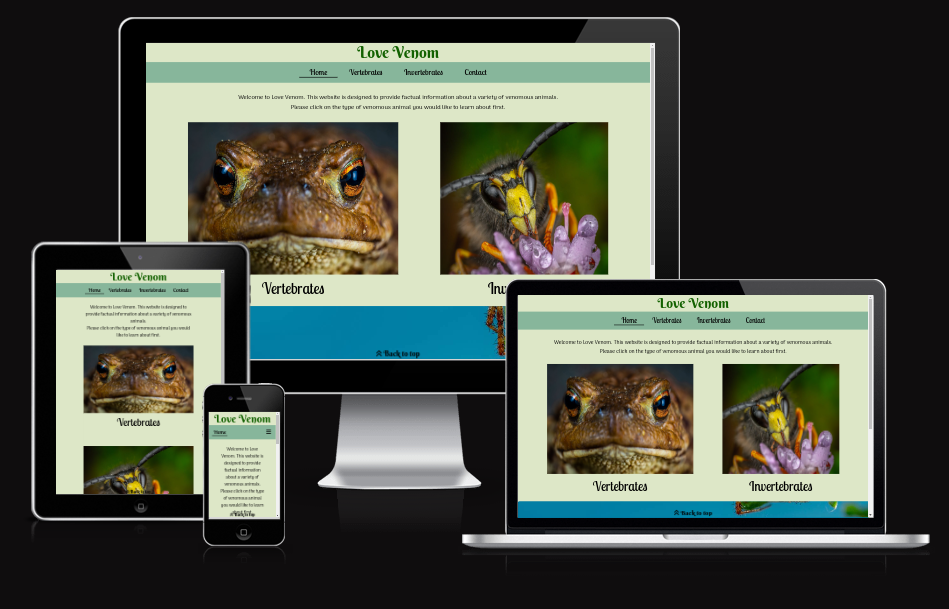 Love Venom
Home Vertebrates Invertebrates Contact
Welcome to Love Venom. This website is designed to provide factual information about a variety of venomous animals.
Please click on the type of venomous animal you would like to learn about first.
Vertebrates
Inv
Back to top
Love Venom
Home Vertebrates Invertebrates Contact
Welcome to Love Venom. This website is designed to
provide factual information about a variety of venomous
animals.
Please click on the type of venomous animal you would
like to learn about first.
Vertebrates
Love Venom
Home
Welcome to Love
Venom. This website is
designed to provide
factual information
about a variety of
venomous animals.
Please click on the type
of venomous animal
you would like to learn
Back to top
Love Venom
Home Vertebrates Invertebrates Contact
Welcome to Love Venom. This website is designed to provide factual information about a variety of venomous animals.
Please click on the type of venomous animal you would like to learn about first.
Vertebrates Invertebrates
Back to top